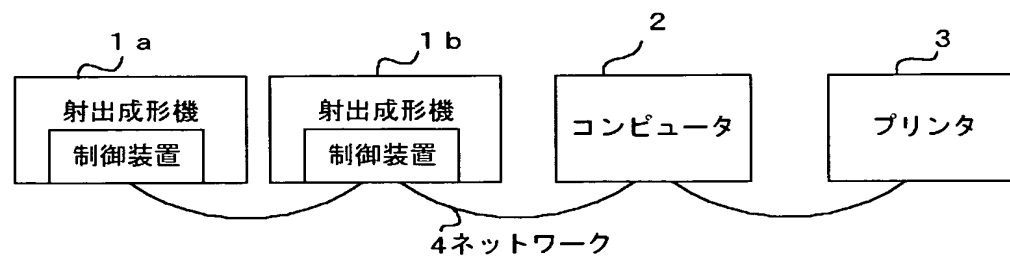 1a
1b
2
3
射出成形機
制御装置
射出成形機
制御装置
コンピュータ
プリンタ
4ネットワーク